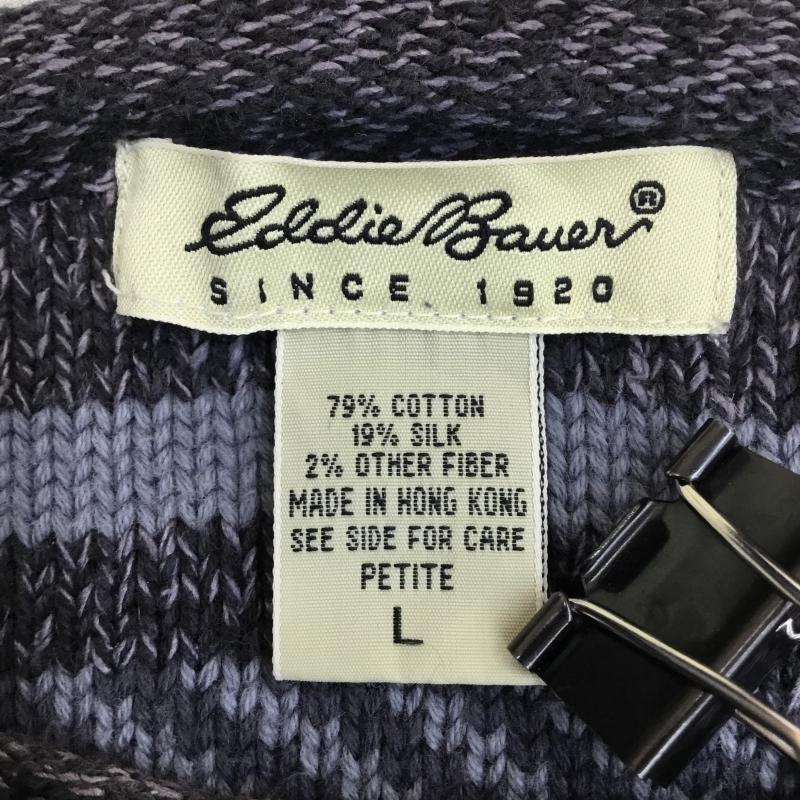 Eddie Bauer®
SINCE 1920
79% COTTON
19% SILK
2% OTHER FIBER
MADE IN HONG KONG
SEE SIDE FOR CARE
PETITE
L